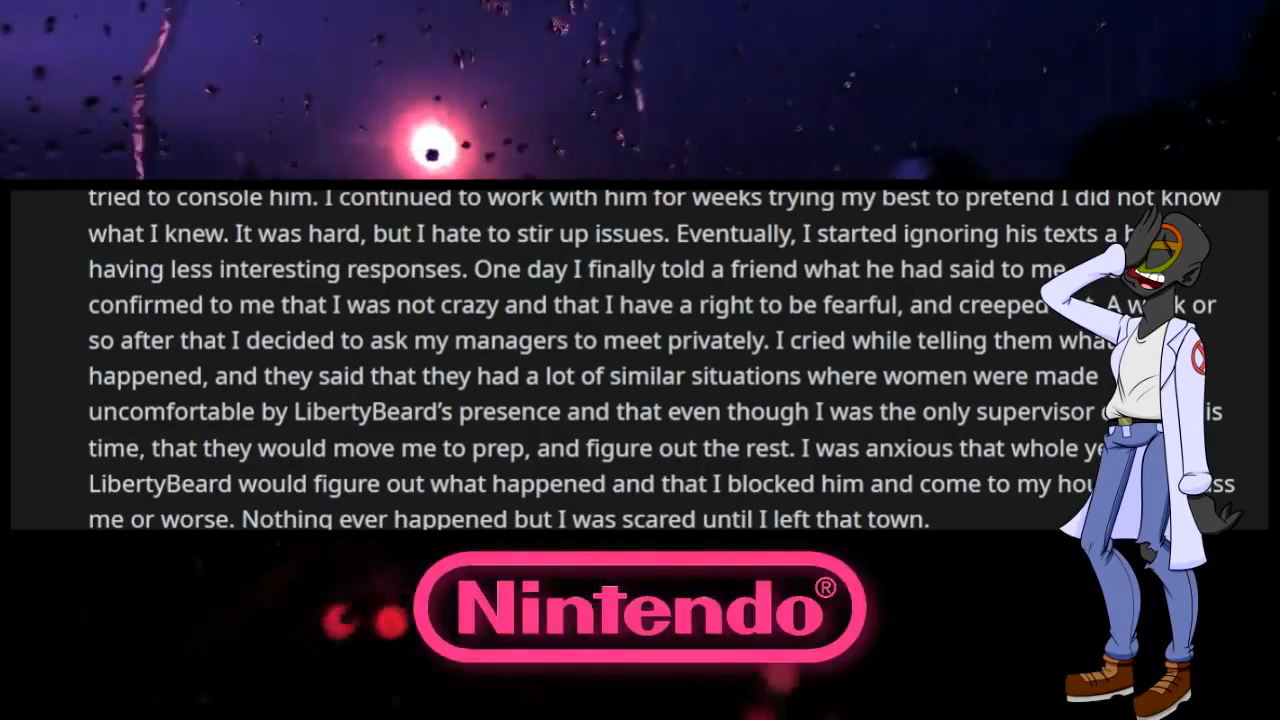 tried to console him. I continued to work with him for weeks trying my best to pretend I did not know
what I knew. It was hard, but I hate to stir up issues. Eventually, I started ignoring his texts a
having less interesting responses. One day I finally told a friend what he had said to me
confirmed to me that I was not crazy and that I have a right to be fearful, and creeped or
so after that I decided to ask my managers to meet privately. I cried while telling them what
happened, and they said that they had a lot of similar situations where women were made
uncomfortable by LibertyBeard’s presence and that even though I was the only supervisor is
time, that they would move me to prep, and figure out the rest. I was anxious that whole
LibertyBeard would figure out what happened and that I blocked him and come to my
me or worse. Nothing ever happened but I was scared until I left that town.
Nintendo®